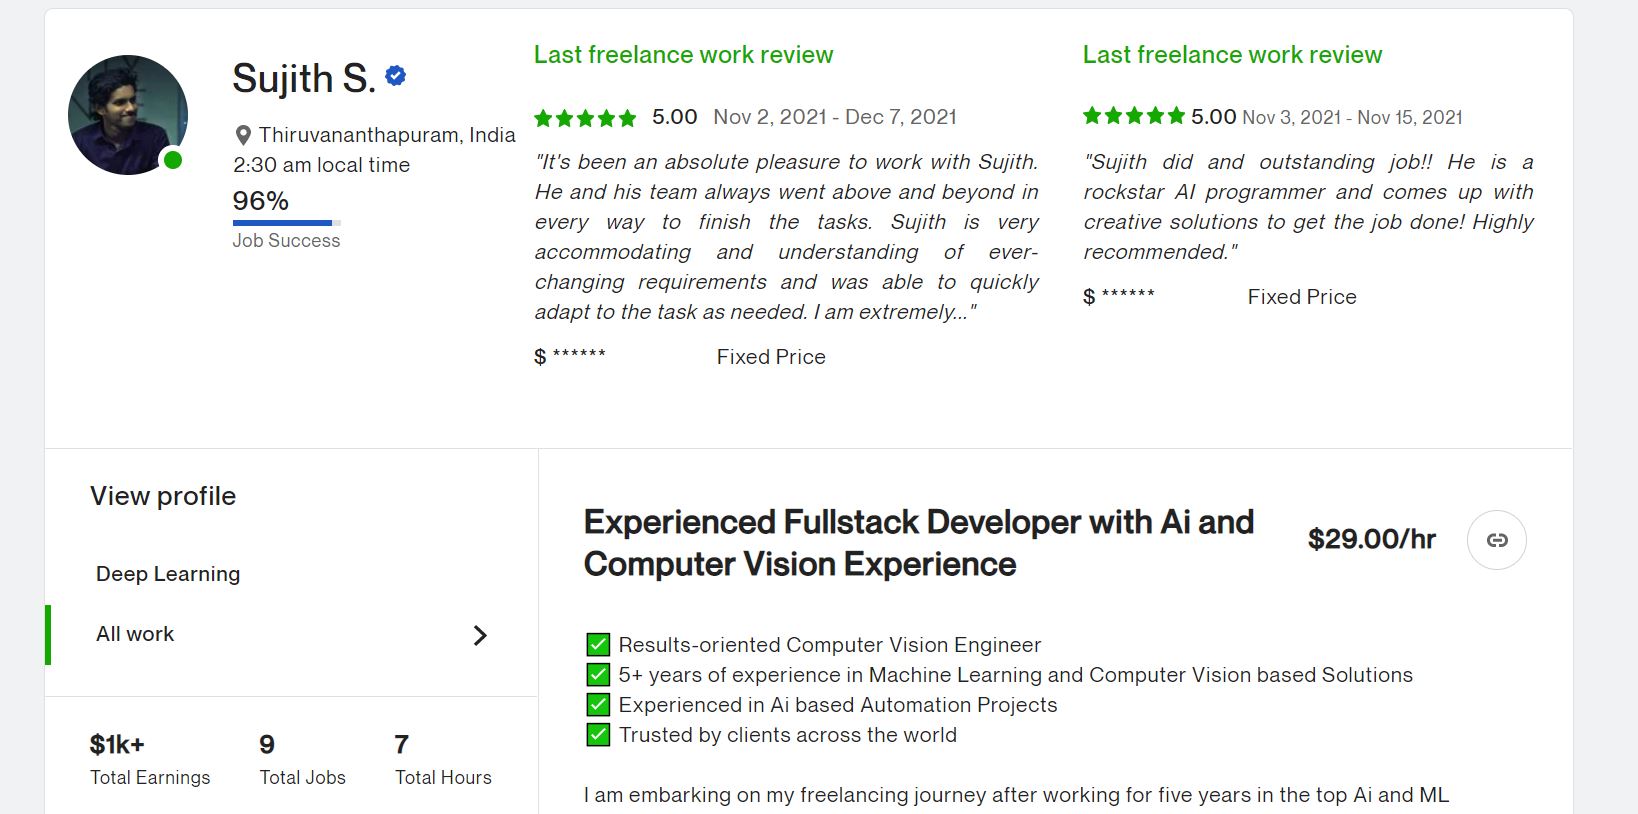 Sujith S.
Thiruvananthapuram, India
2:30 am local time
96%
Job Success
Last freelance work review
5.00 Nov 2, 2021 - Dec 7, 2021
"It's been an absolute pleasure to work with Sujith.
He and his team always went above and beyond in
every way to finish the tasks. Sujith is very
accommodating and understanding of ever-
changing requirements and was able to quickly
adapt to the task as needed. I am extremely..."
$ ****** Fixed Price
Last freelance work review
5.00 Nov 3, 2021 - Nov 15, 2021
"Sujith did and outstanding job!! He is a
rockstar AI programmer and comes up with
creative solutions to get the job done! Highly
recommended."
$ ****** Fixed Price
View profile
Deep Learning
All work
$1k+ 9 7
Total Earnings Total Jobs Total Hours
Experienced Fullstack Developer with Ai and
Computer Vision Experience
$29.00/hr
Results-oriented Computer Vision Engineer
5+ years of experience in Machine Learning and Computer Vision based Solutions
Experienced in Ai based Automation Projects
Trusted by clients across the world
I am embarking on my freelancing journey after working for five years in the top Ai and ML